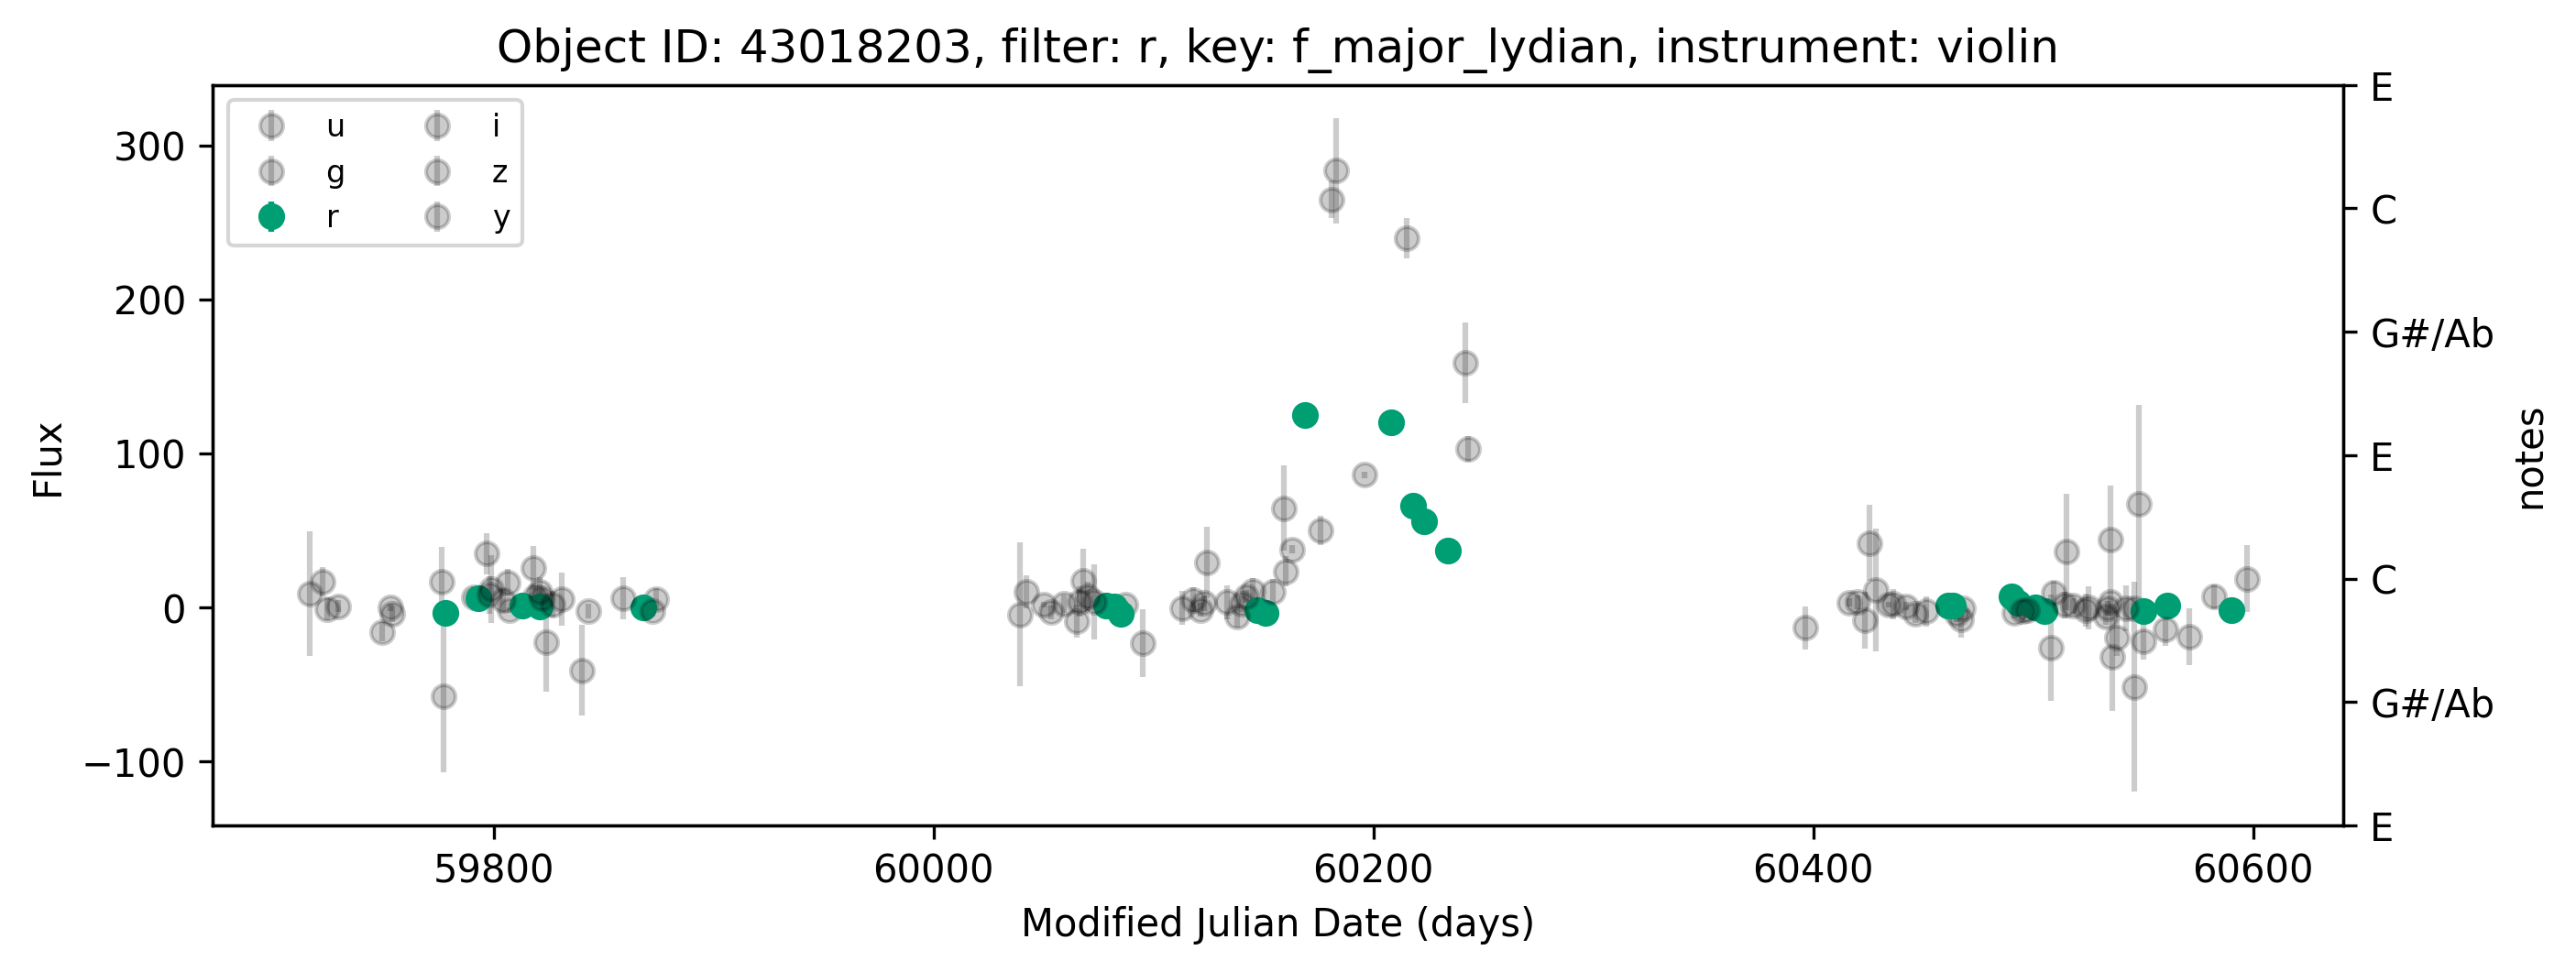 Object ID: 43018203, filter: r, key: f_major_lydian, instrument: violin
u
g
r
i
z
y
300
200
100
0
−100
Flux
59800
60000
60200
60400
60600
Modified Julian Date (days)
E
C
G#/Ab
E
C
G#/Ab
E
notes